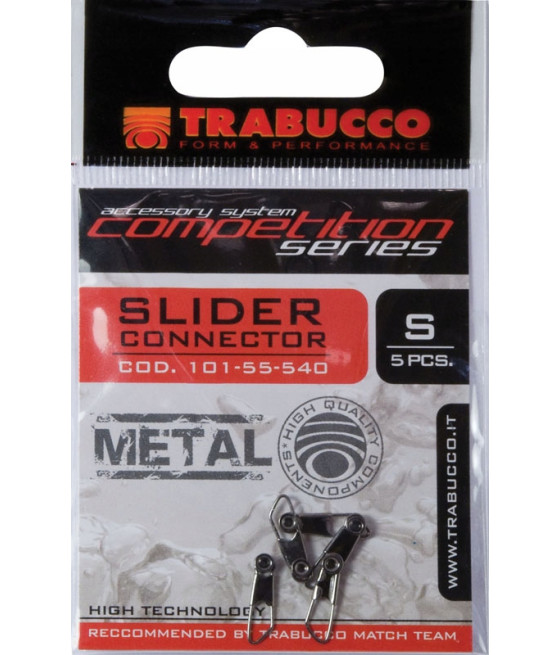 TRABUCCO
FORM & PERFORMANCE
accessory system
competition
series
SLIDER
CONNECTOR
COD. 101-55-540
S
5 PCS.
METAL
HIGH QUALITY COMPONENTS
WWW.TRABUCCO.IT
HIGH TECHNOLOGY
RECCOMMENDED BY TRABUCCO MATCH TEAM